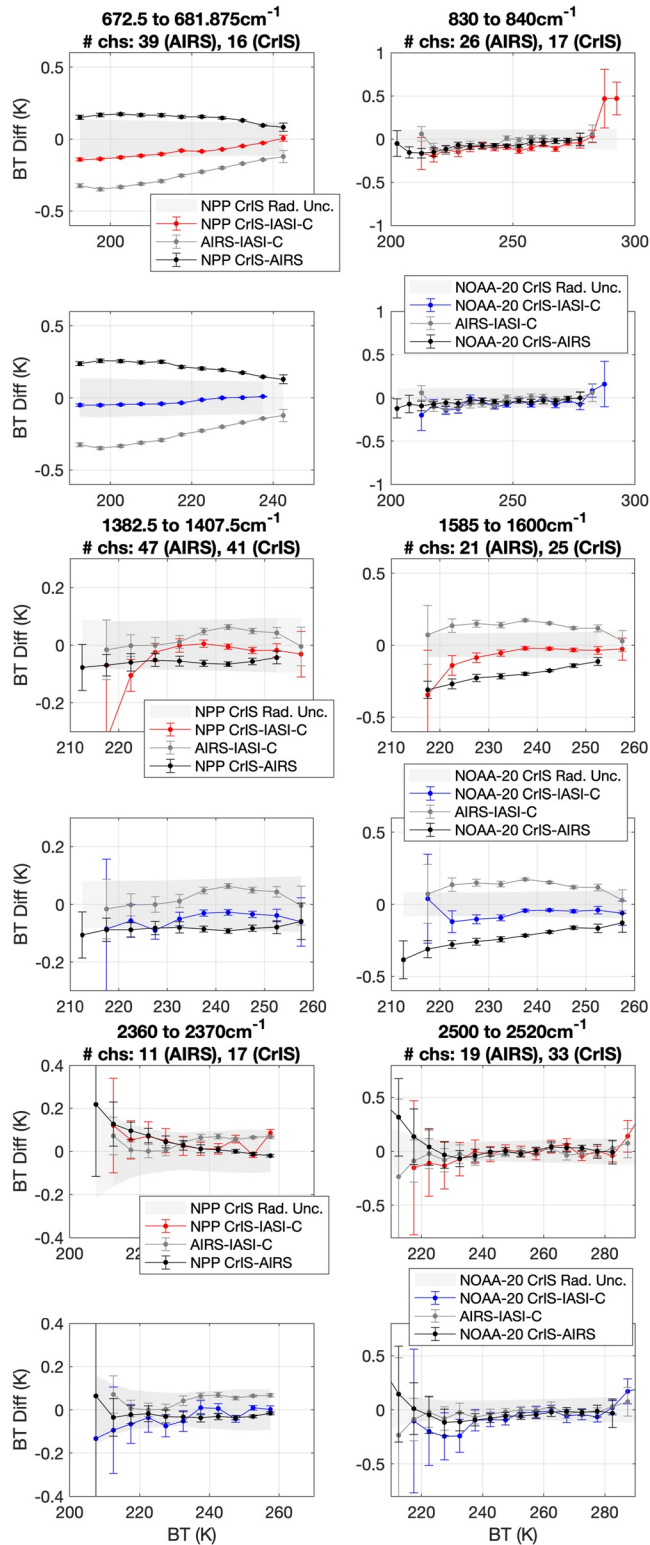 672.5 to 681.875cm⁻¹
# chs: 39 (AIRS), 16 (CrIS)
BT Diff (K)
0.5
0
-0.5
200
NPP CrIS Rad. Unc.
NPP CrIS-IASI-C
AIRS-IASI-C
NPP CrIS-AIRS
830 to 840cm⁻¹
# chs: 26 (AIRS), 17 (CrIS)
1
0.5
0
-0.5
-1
200
250
300
BT Diff (K)
0.5
0
-0.5
200
220
240
NOAA-20 CrIS Rad. Unc.
NOAA-20 CrIS-IASI-C
AIRS-IASI-C
NOAA-20 CrIS-AIRS
1
0.5
0
-0.5
-1
200
250
300
1382.5 to 1407.5cm⁻¹
# chs: 47 (AIRS), 41 (CrIS)
BT Diff (K)
0.2
0
-0.2
210
220
NPP CrIS Rad. Unc.
NPP CrIS-IASI-C
AIRS-IASI-C
NPP CrIS-AIRS
1585 to 1600cm⁻¹
# chs: 21 (AIRS), 25 (CrIS)
0.5
0
-0.5
210
220
230
240
250
260
BT Diff (K)
0.2
0
-0.2
210
220
230
240
250
260
NOAA-20 CrIS Rad. Unc.
NOAA-20 CrIS-IASI-C
AIRS-IASI-C
NOAA-20 CrIS-AIRS
0.5
0
-0.5
210
220
230
240
250
260
2360 to 2370cm⁻¹
# chs: 11 (AIRS), 17 (CrIS)
BT Diff (K)
0.4
0.2
0
-0.2
-0.4
200
NPP CrIS Rad. Unc.
NPP CrIS-IASI-C
AIRS-IASI-C
NPP CrIS-AIRS
2500 to 2520cm⁻¹
# chs: 19 (AIRS), 33 (CrIS)
0.5
0
-0.5
220
240
260
280
BT Diff (K)
0.4
0.2
0
-0.2
-0.4
200
220
240
260
BT (K)
NOAA-20 CrIS Rad. Unc.
NOAA-20 CrIS-IASI-C
AIRS-IASI-C
NOAA-20 CrIS-AIRS
0.5
0
-0.5
220
240
260
280
BT (K)